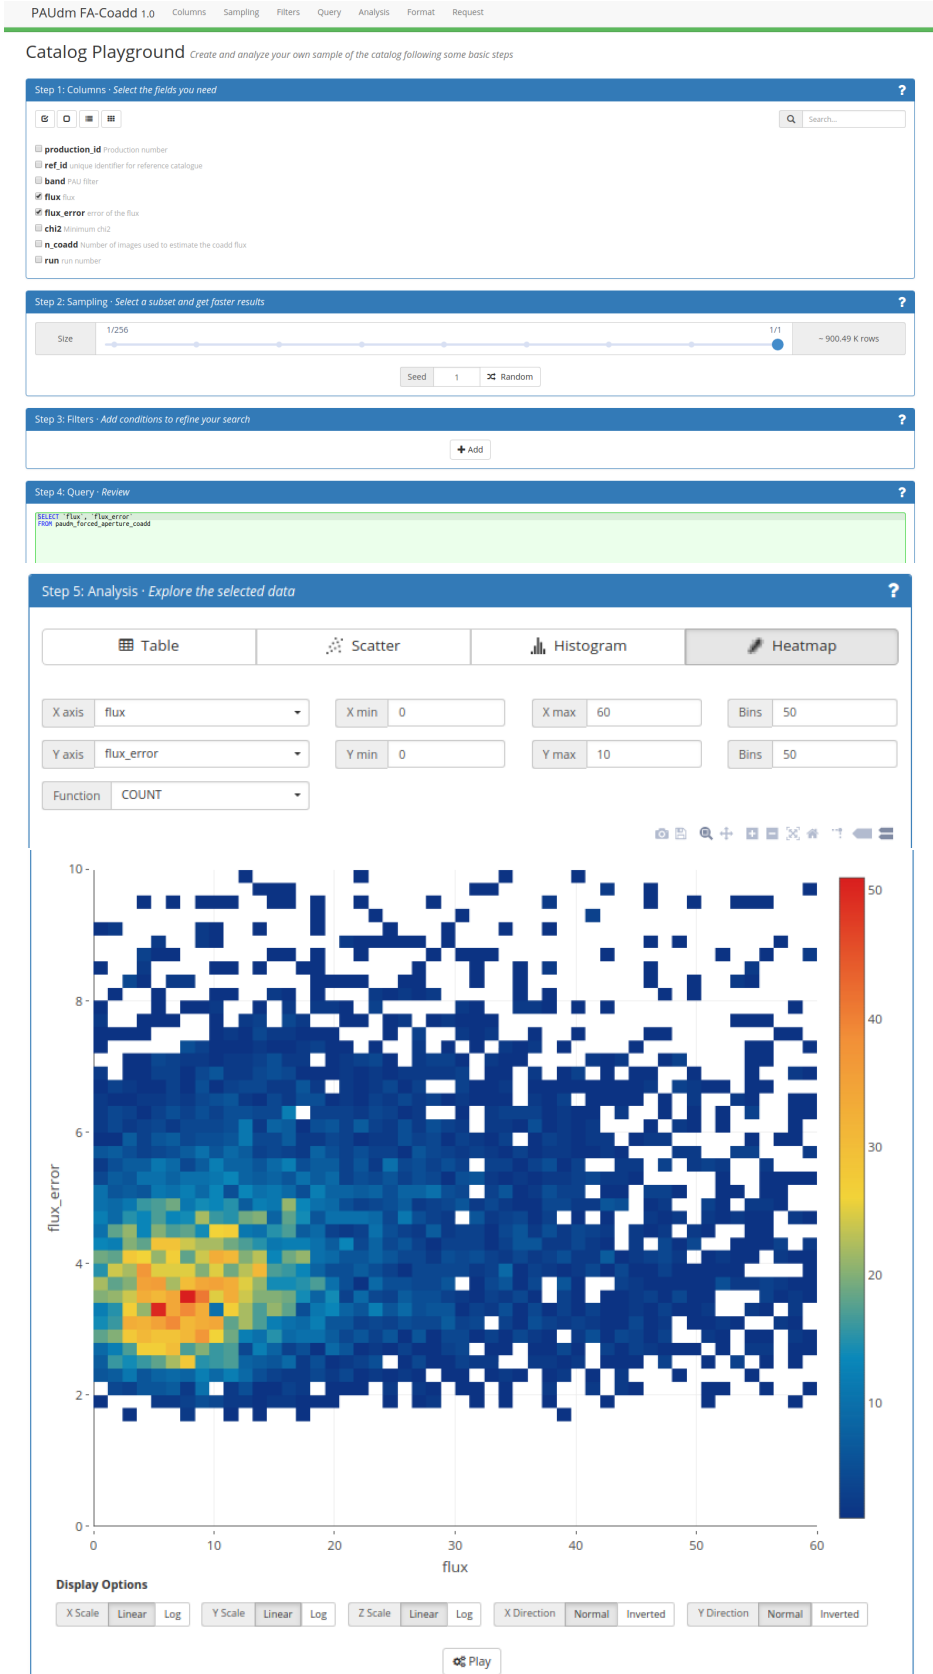 PAUdm FA-Coadd 1.0 Columns Sampling Filters Query Analysis Format Request
Catalog Playground Create and analyze your own sample of the catalog following some basic steps
Step 1: Columns · Select the fields you need ?
Search...
production_id Production number
ref_id unique identifier for reference catalogue
band PAU filter
flux flux
flux_error error of the flux
chi2 Minimum chi2
n_coadd Number of images used to estimate the coadd flux
run run number
Step 2: Sampling · Select a subset and get faster results ?
1/256 1/1
Size ~ 900.49 K rows
Seed 1 Random
Step 3: Filters · Add conditions to refine your search ?
Add
Step 4: Query · Review ?
SELECT `flux`, `flux_error`
FROM paudm_forced_aperture_coadd
Step 5: Analysis · Explore the selected data ?
Table Scatter Histogram Heatmap
X axis flux X min 0 X max 60 Bins 50
Y axis flux_error Y min 0 Y max 10 Bins 50
Function COUNT
10
8
6
4
2
0
flux_error
0 10 20 30 40 50 60
flux
50
40
30
20
10
Display Options
X Scale Linear Log Y Scale Linear Log Z Scale Linear Log X Direction Normal Inverted Y Direction Normal Inverted
Play